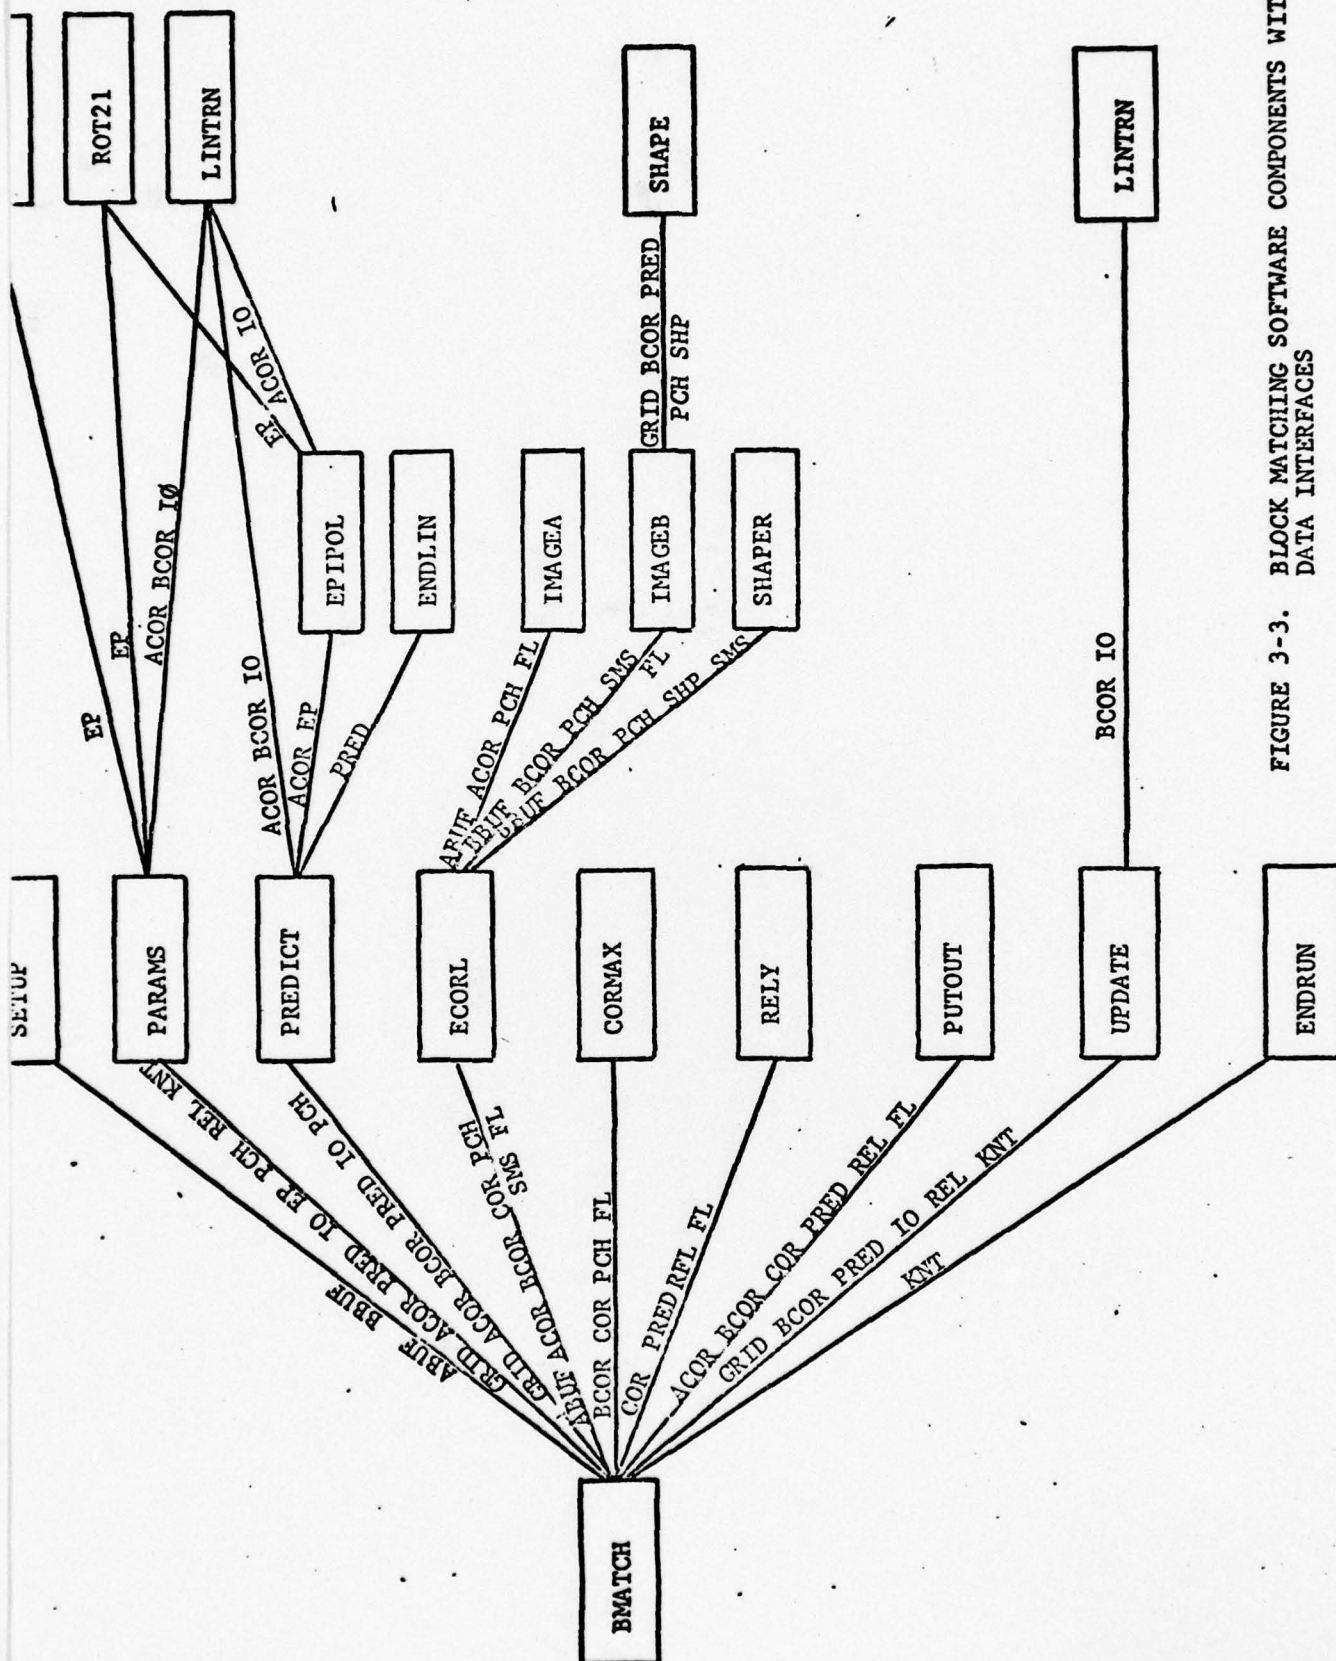 ROT21
LINTRN
SHAPE
LINTRN
EP
EP
ACOR BCOR IØ
ACOR BCOR IO
ACOR EP
PRED
EP ACOR IO
GRID BCOR PRED
PCH SHP
EPIPOL
ENDLIN
IMAGEA
IMAGEB
SHAPER
ABUF ACOR PCH FL
BBUF BCOR PCH SMS
FL
BCOR PCH SHP SMS
BCOR IO
SETUP
PARAMS
PREDICT
ECORL
CORMAX
RELY
PUTOUT
UPDATE
ENDRUN
ABUF BBUF
GRID ACOR PRED IO EP PCH REL KNT
GRID ACOR BCOR PRED IO PCH
ABUF ACOR BCOR COR PCH
SMS FL
BCOR COR PCH FL
COR PRED FL
ACOR BCOR COR PRED REL FL
GRID BCOR PRED IO REL KNT
KNT
BMATCH
FIGURE 3-3. BLOCK MATCHING SOFTWARE COMPONENTS WIT
DATA INTERFACES